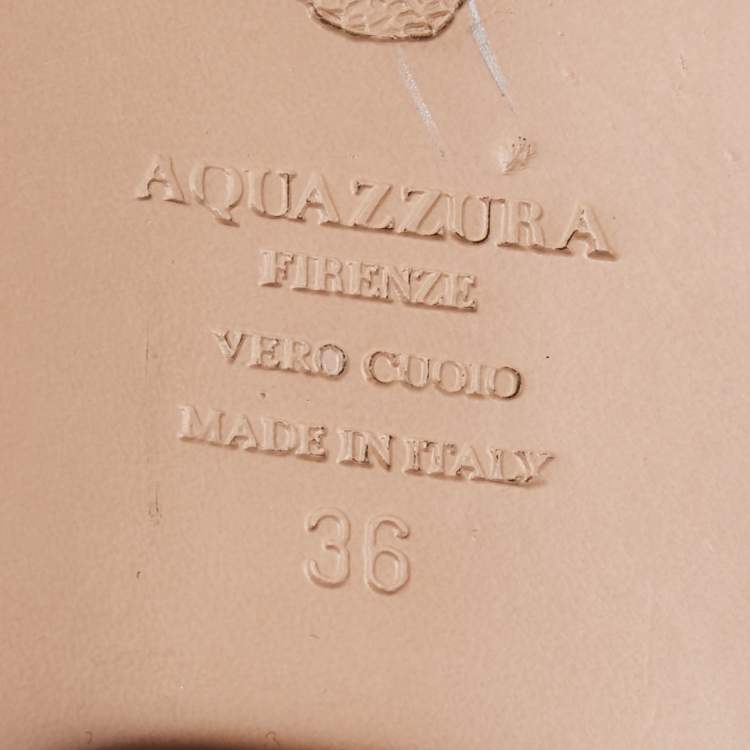 AQUAZZURA
FIRENZE
VERO CUOIO
MADE IN ITALY
36